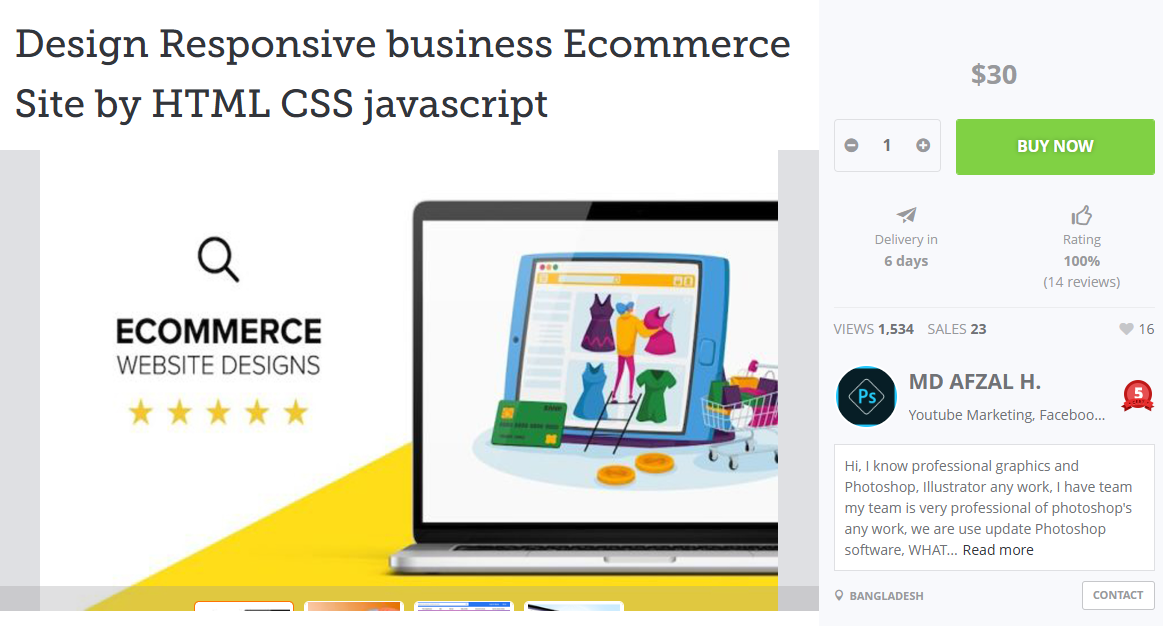 Design Responsive business Ecommerce
Site by HTML CSS javascript
ECOMMERCE
WEBSITE DESIGNS
$30
1
BUY NOW
Delivery in
6 days
Rating
100%
(14 reviews)
VIEWS 1,534 SALES 23
16
Ps
MD AFZAL H.
Youtube Marketing, Faceboo...
5
Hi, I know professional graphics and
Photoshop, Illustrator any work, I have team
my team is very professional of photoshop's
any work, we are use update Photoshop
software, WHAT... Read more
BANGLADESH
CONTACT